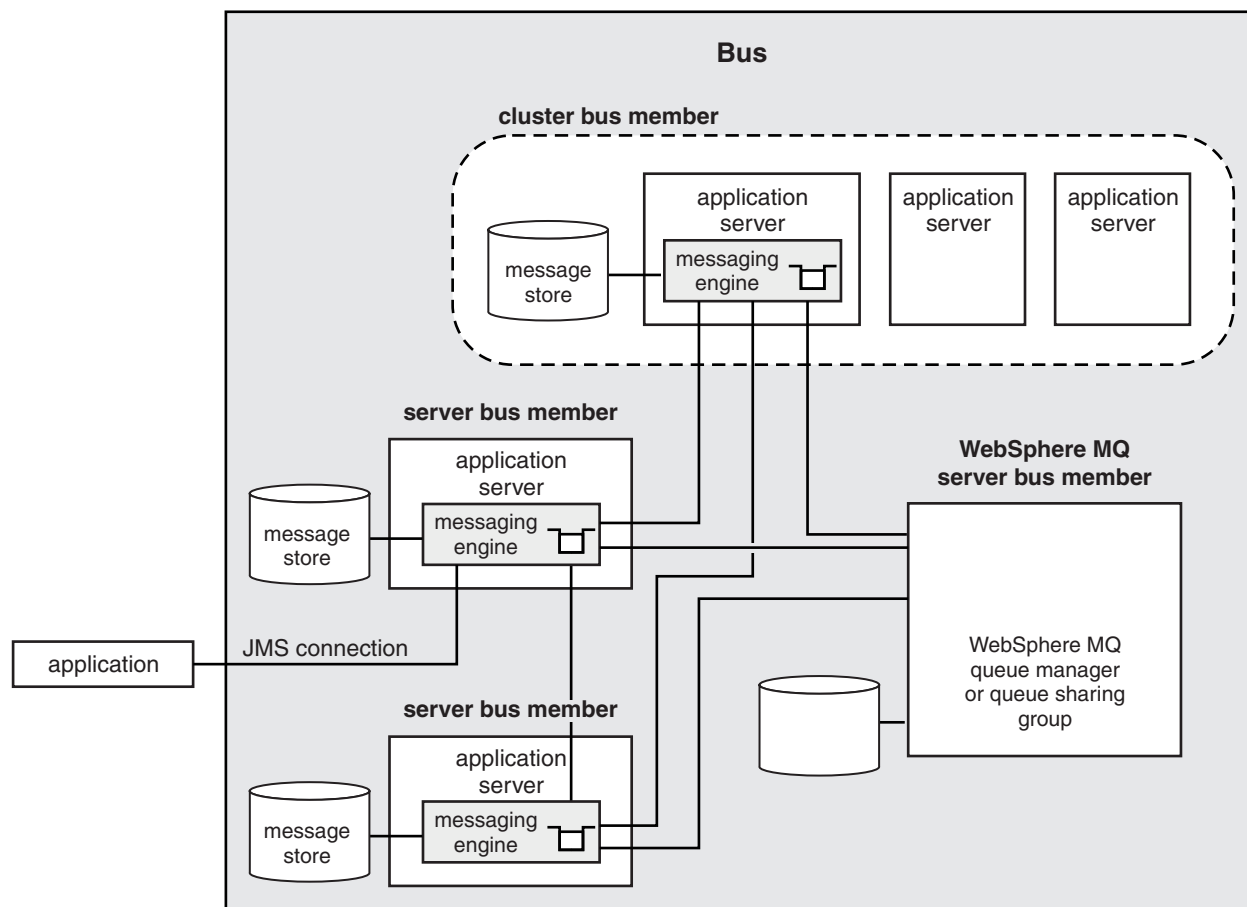 Bus
cluster bus member
application
server
application
server
application
server
message
store
messaging
engine
server bus member
application
server
message
store
messaging
engine
WebSphere MQ
server bus member
WebSphere MQ
queue manager
or queue sharing
group
application
JMS connection
server bus member
application
server
message
store
messaging
engine